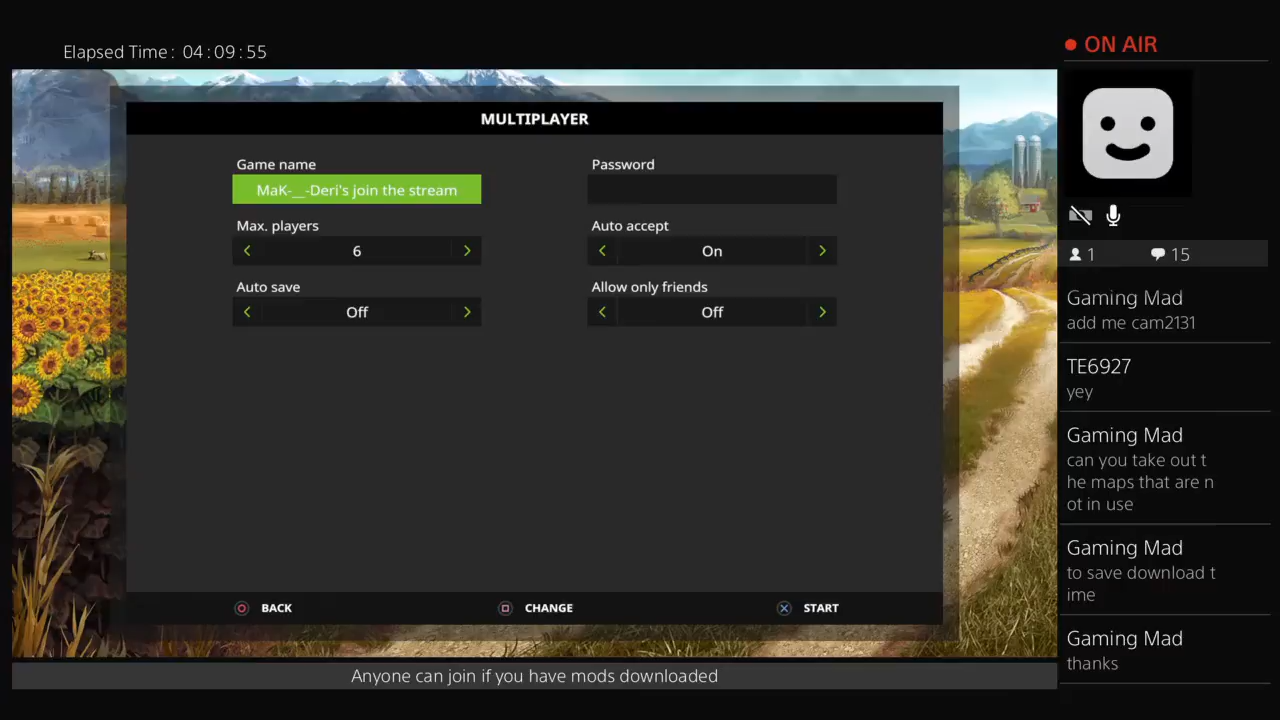 Elapsed Time: 04:09:55
ON AIR
MULTIPLAYER
Game name
Password
MaK-__-Deri's join the stream
Max. players
Auto accept
6
On
Auto save
Allow only friends
Off
Off
BACK
CHANGE
START
Anyone can join if you have mods downloaded
1
15
Gaming Mad
add me cam2131
TE6927
yey
Gaming Mad
can you take out t
he maps that are n
ot in use
Gaming Mad
to save download t
ime
Gaming Mad
thanks